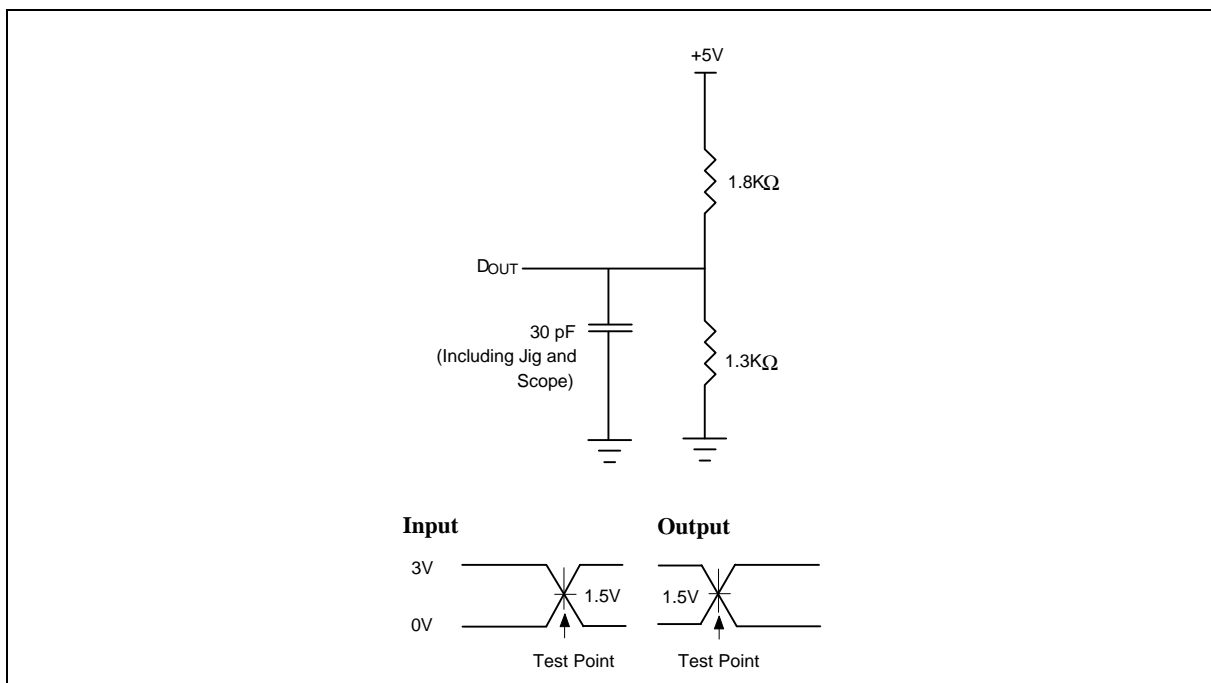 +5V
1.8KΩ
DOUT
30 pF
(Including Jig and
Scope)
1.3KΩ
Input
Output
3V
1.5V
1.5V
0V
Test Point
Test Point